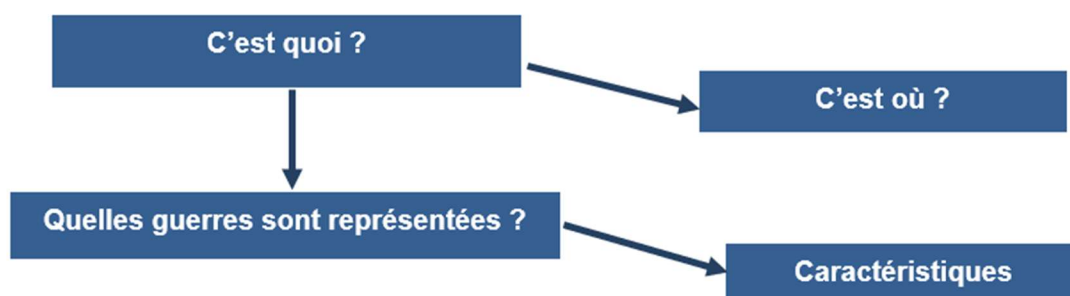 C’est quoi ?
C’est où ?
Quelles guerres sont représentées ?
Caractéristiques